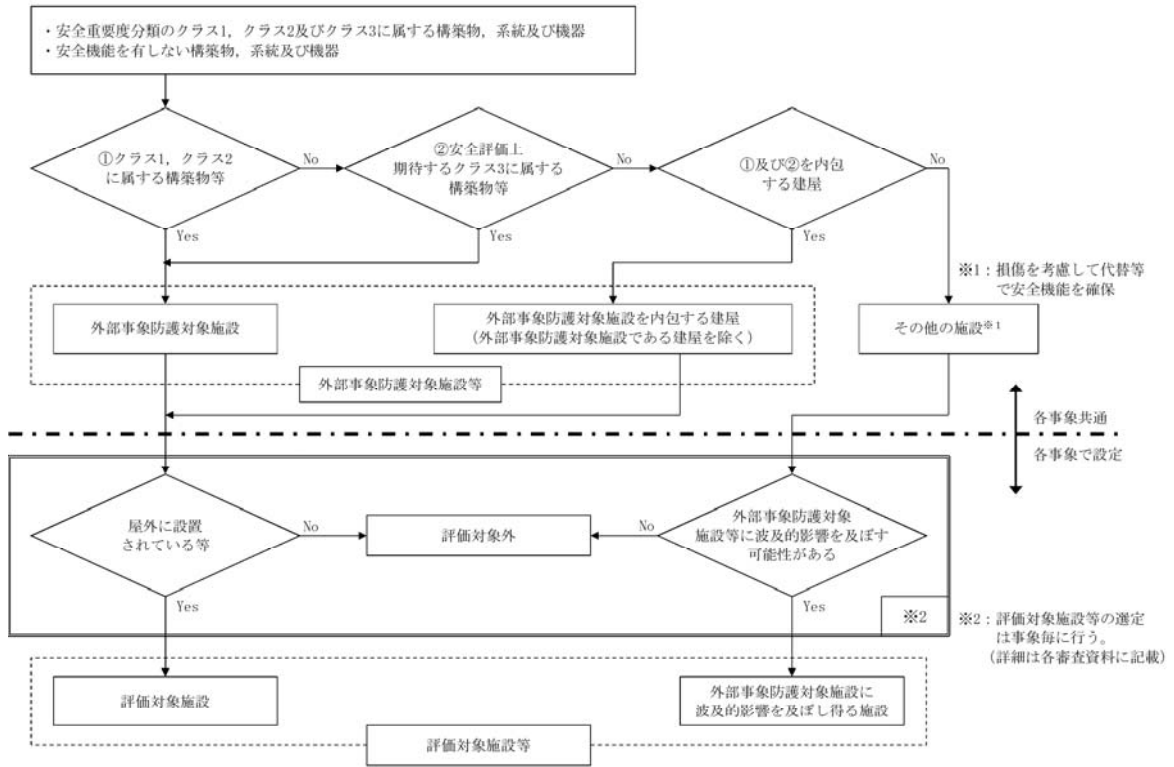 ・安全重要度分類のクラス1，クラス2及びクラス3に属する構築物，系統及び機器
・安全機能を有しない構築物，系統及び機器
①クラス1，クラス2
に属する構築物等
No
②安全評価上
期待するクラス3に属する
構築物等
No
①及び②を内包
する建屋
No
Yes
Yes
Yes
※1：損傷を考慮して代替等
で安全機能を確保
外部事象防護対象施設
外部事象防護対象施設を内包する建屋
（外部事象防護対象施設である建屋を除く）
その他の施設※1
外部事象防護対象施設等
各事象共通
各事象で設定
屋外に設置
されている等
No
評価対象外
No
外部事象防護対象
施設等に波及的影響を及ぼす
可能性がある
Yes
Yes
※2
※2：評価対象施設等の選定
は事象毎に行う。
（詳細は各審査資料に記載）
評価対象施設
外部事象防護対象施設に
波及的影響を及ぼし得る施設
評価対象施設等